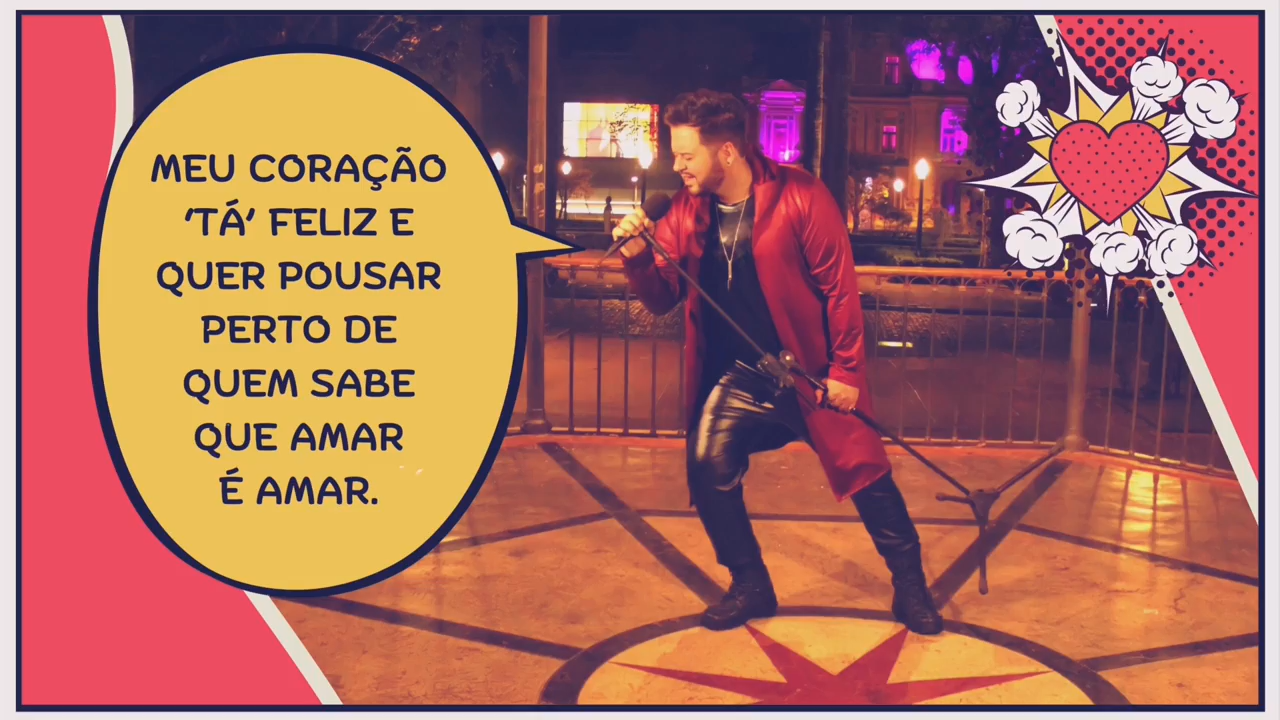 MEU CORAÇÃO
'TÁ' FELIZ E
QUER POUSAR
PERTO DE
QUEM SABE
QUE AMAR
É AMAR.